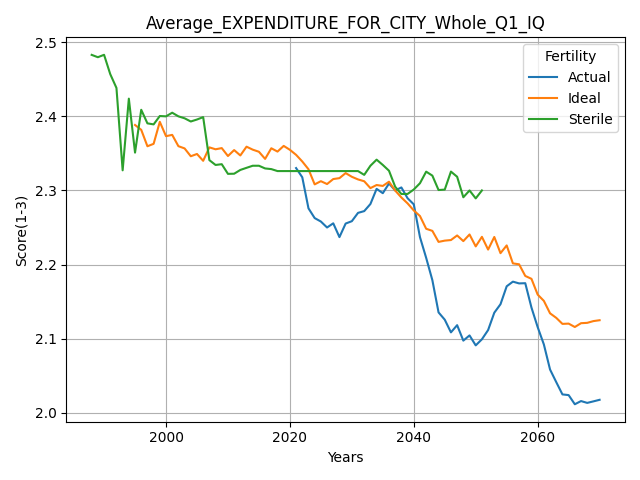 Average_EXPENDITURE_FOR_CITY_Whole_Q1_IQ
Fertility
Actual
Ideal
Sterile
Score(1-3)
2.5
2.4
2.3
2.2
2.1
2.0
2000
2020
2040
2060
Years